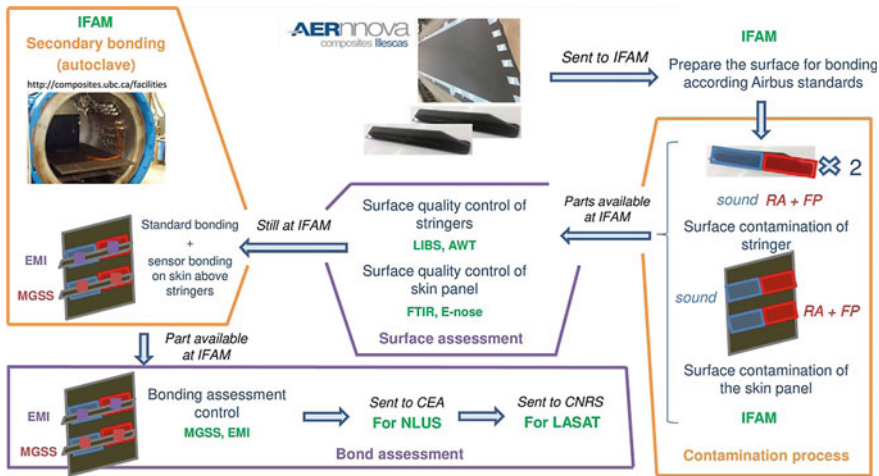 IFAM
Secondary bonding
(autoclave)
http://composites.ubc.ca/facilities
AERnnova
composites Illescas
Sent to IFAM
IFAM
Prepare the surface for bonding
according Airbus standards
2
sound RA + FP
Surface contamination of
stringer
sound
RA + FP
Surface contamination of
the skin panel
IFAM
Contamination process
Parts available
at IFAM
Surface quality control of
stringers
LIBS, AWT
Surface quality control of
skin panel
FTIR, E-nose
Surface assessment
Still at IFAM
Standard bonding
+
sensor bonding
on skin above
stringers
EMI
MGSS
Part available
at IFAM
EMI
MGSS
Bonding assessment
control
MGSS, EMI
Sent to CEA
For NLUS
Sent to CNRS
For LASAT
Bond assessment